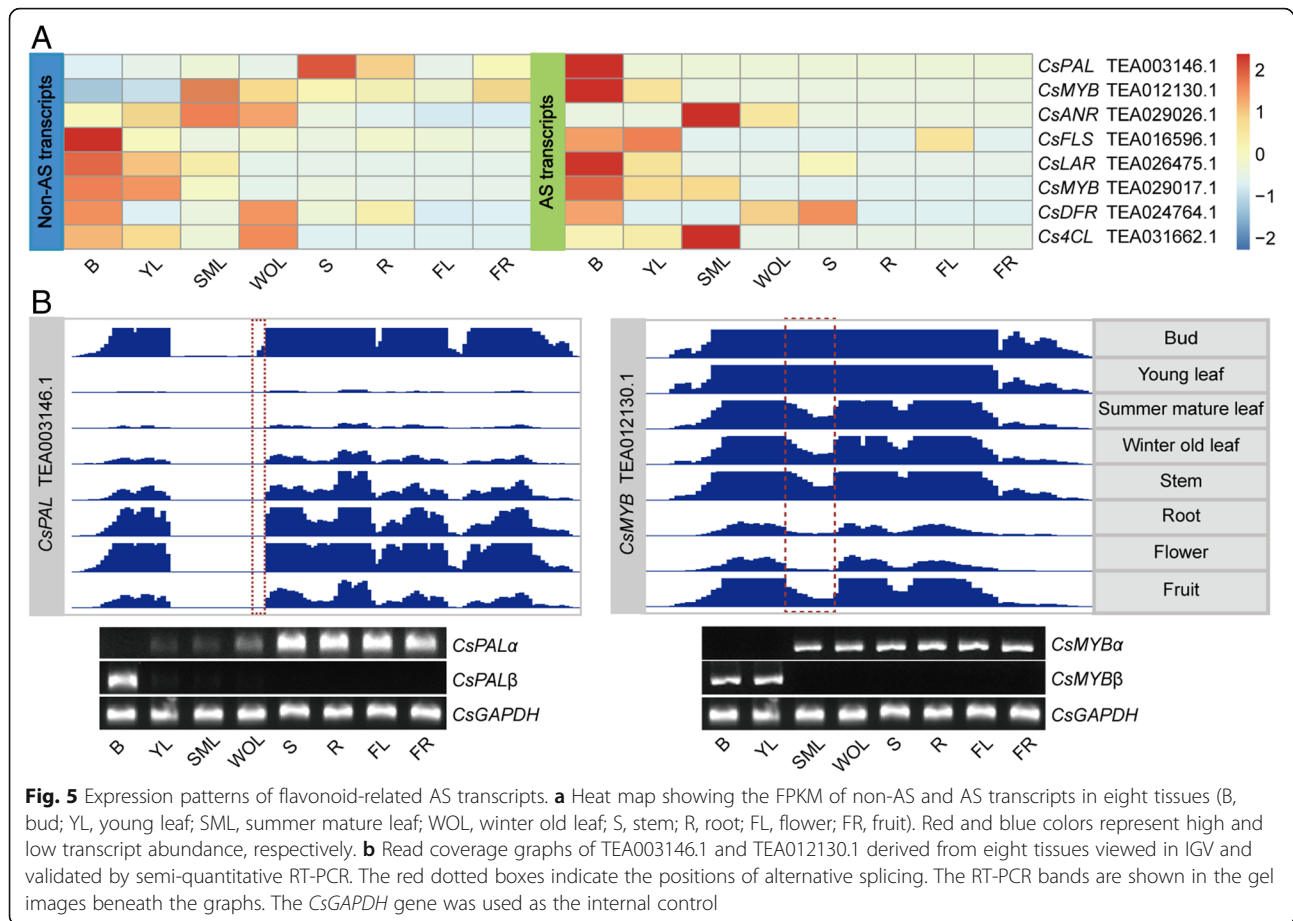 A
Non-AS transcripts
AS transcripts
CsPAL TEA003146.1
CsMYB TEA012130.1
CsANR TEA029026.1
CsFLS TEA016596.1
CsLAR TEA026475.1
CsMYB TEA029017.1
CsDFR TEA024764.1
Cs4CL TEA031662.1
2
1
0
−1
−2
B YL SML WOL S R FL FR
B YL SML WOL S R FL FR
B
CsPAL TEA003146.1
CsMYB TEA012130.1
Bud
Young leaf
Summer mature leaf
Winter old leaf
Stem
Root
Flower
Fruit
CsPALα
CsPALβ
CsGAPDH
B YL SML WOL S R FL FR
CsMYBα
CsMYBβ
CsGAPDH
B YL SML WOL S R FL FR
Fig. 5 Expression patterns of flavonoid-related AS transcripts. a Heat map showing the FPKM of non-AS and AS transcripts in eight tissues (B,
bud; YL, young leaf; SML, summer mature leaf; WOL, winter old leaf; S, stem; R, root; FL, flower; FR, fruit). Red and blue colors represent high and
low transcript abundance, respectively. b Read coverage graphs of TEA003146.1 and TEA012130.1 derived from eight tissues viewed in IGV and
validated by semi-quantitative RT-PCR. The red dotted boxes indicate the positions of alternative splicing. The RT-PCR bands are shown in the gel
images beneath the graphs. The CsGAPDH gene was used as the internal control